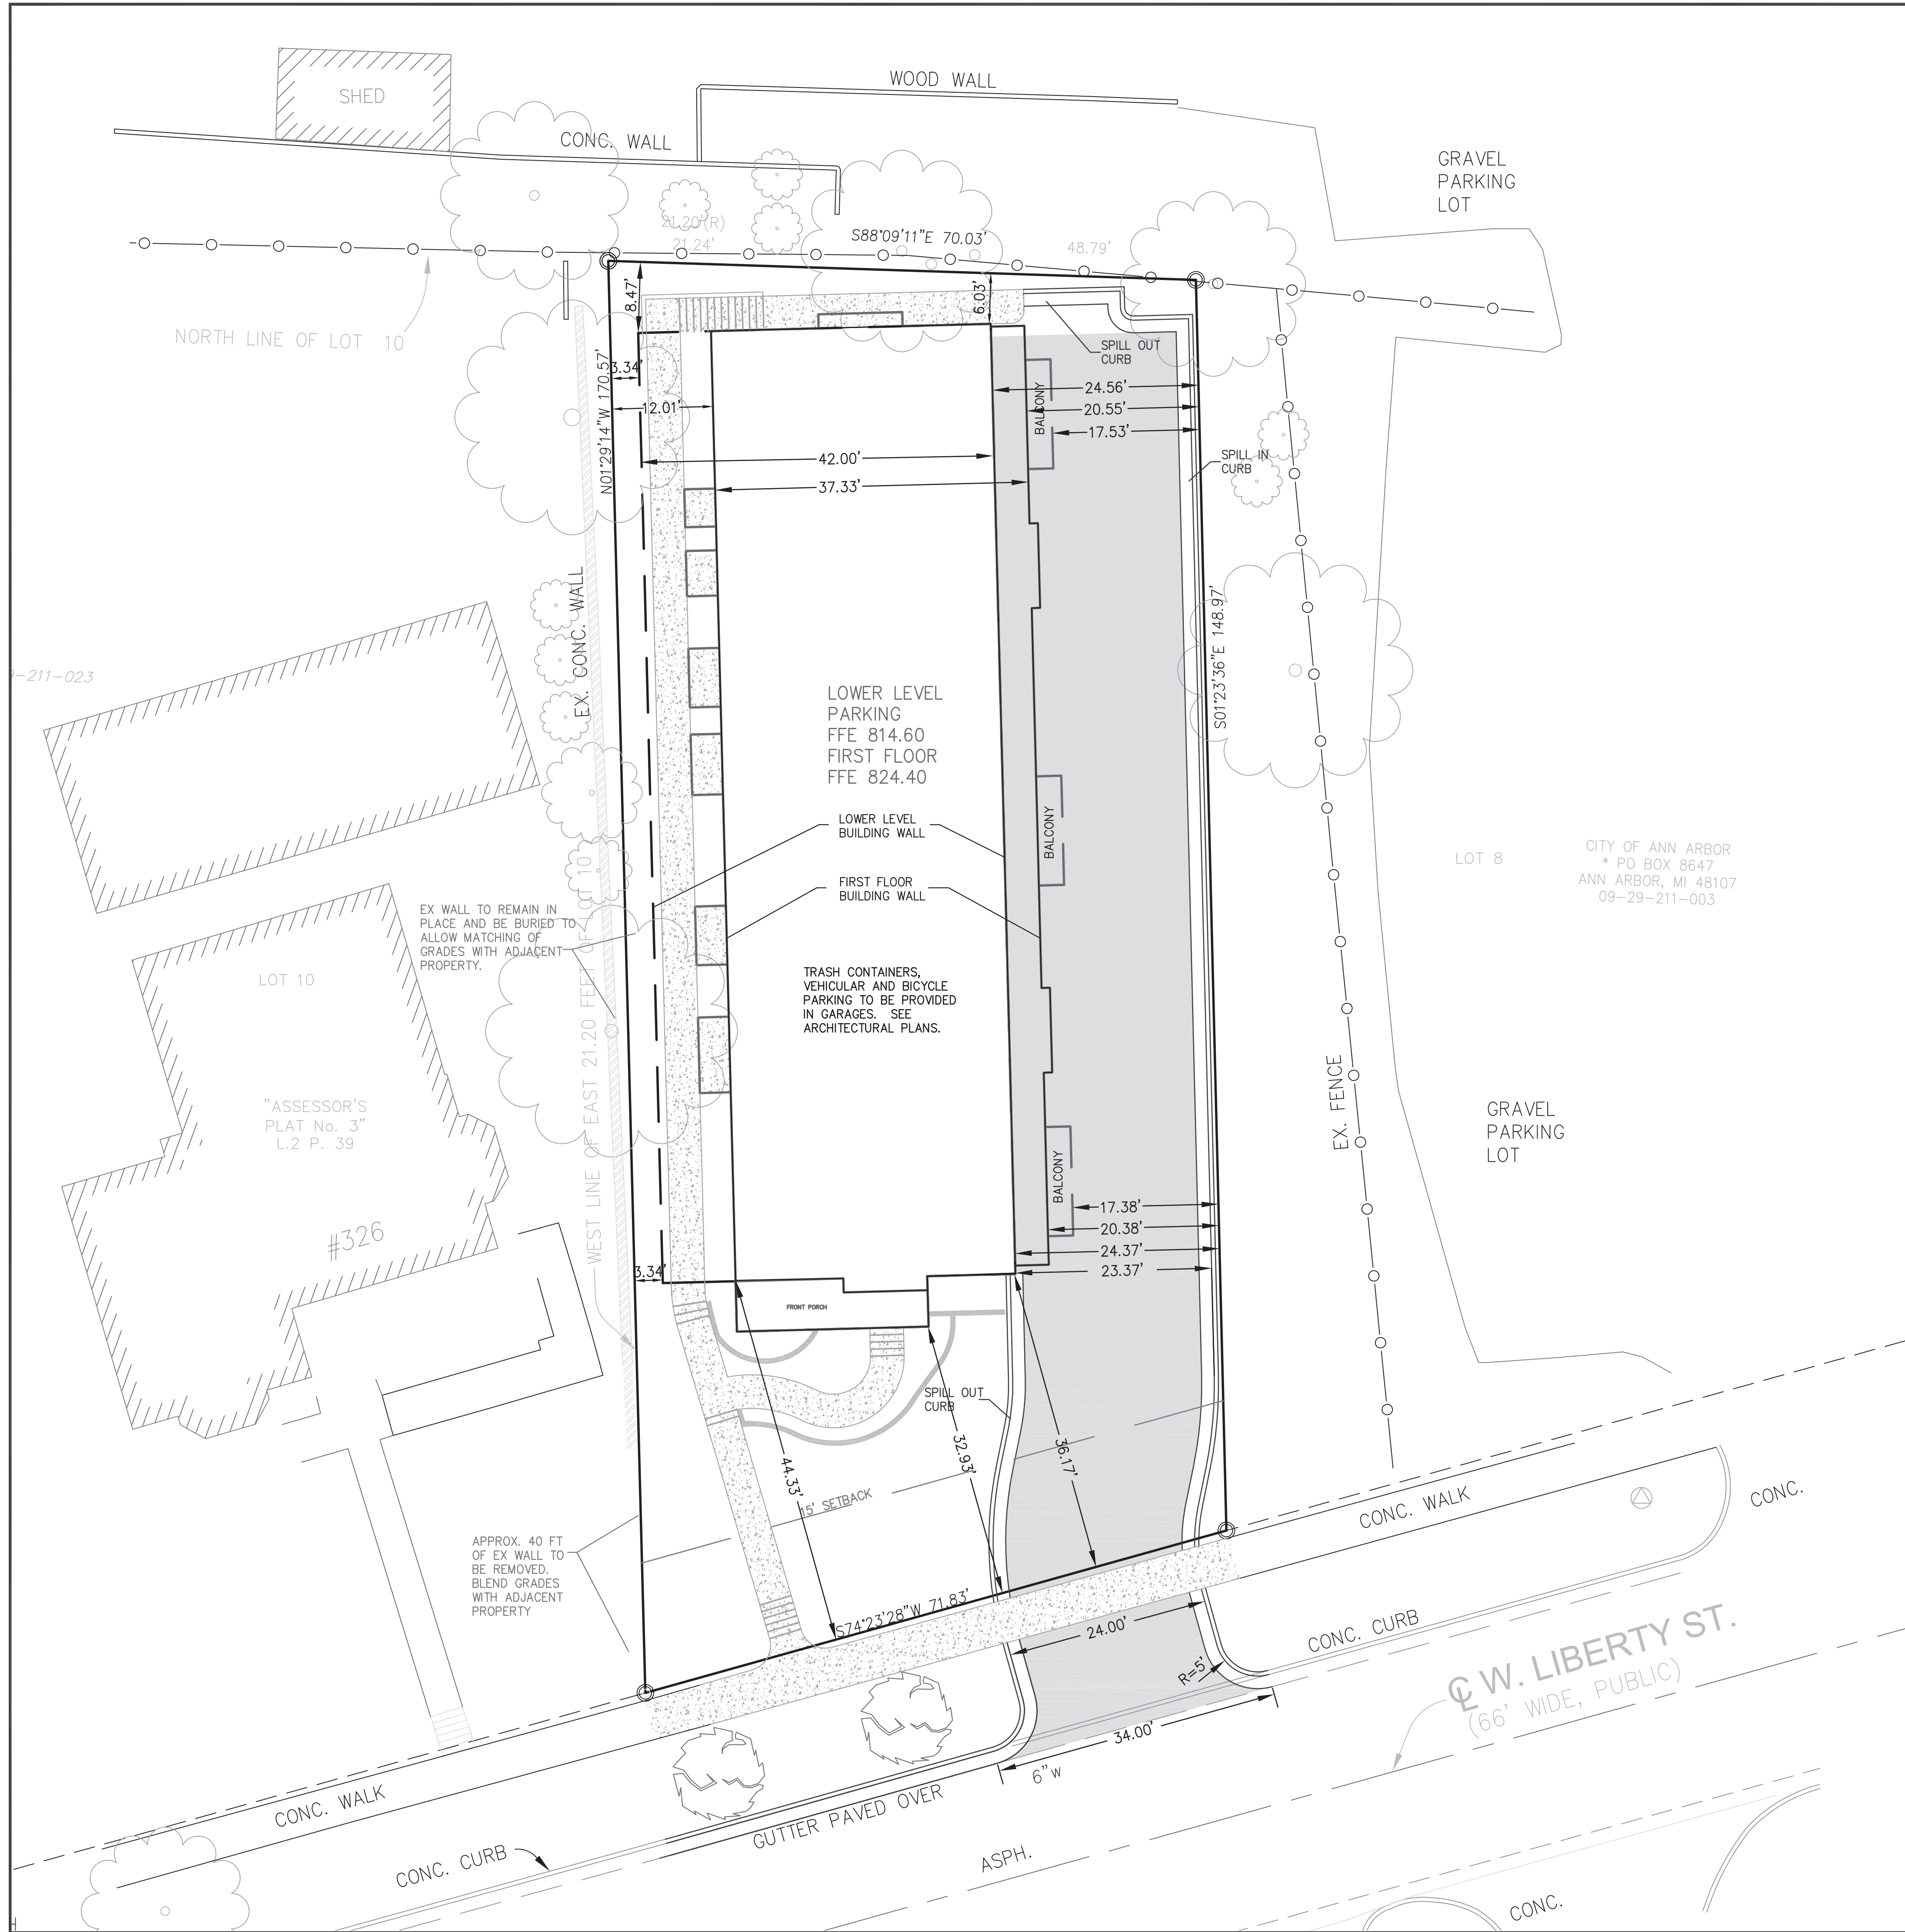 WOOD WALL
SHED
CONC. WALL
GRAVEL
PARKING
LOT
21.20'(R)
21.24'
S88°09'11"E 70.03'
48.79'
NORTH LINE OF LOT 10
8.47'
6.03'
SPILL OUT
CURB
N01°29'14"W 170.57'
3.34'
12.01'
BALCONY
24.56'
20.55'
17.53'
42.00'
37.33'
SPILL IN
CURB
EX. CONC. WALL
S01°23'36"E 148.97'
-211-023
LOWER LEVEL
PARKING
FFE 814.60
FIRST FLOOR
FFE 824.40
LOWER LEVEL
BUILDING WALL
BALCONY
LOT 8
CITY OF ANN ARBOR
* PO BOX 8647
ANN ARBOR, MI 48107
09-29-211-003
FIRST FLOOR
BUILDING WALL
EX WALL TO REMAIN IN
PLACE AND BE BURIED TO
ALLOW MATCHING OF
GRADES WITH ADJACENT
PROPERTY.
LOT 10
TRASH CONTAINERS,
VEHICULAR AND BICYCLE
PARKING TO BE PROVIDED
IN GARAGES. SEE
ARCHITECTURAL PLANS.
WEST LINE OF EAST 21.20 FEET OF LOT 10
"ASSESSOR'S
PLAT No. 3"
L.2 P. 39
EX. FENCE
GRAVEL
PARKING
LOT
BALCONY
17.38'
20.38'
24.37'
23.37'
#326
3.34'
FRONT PORCH
SPILL OUT
CURB
44.33'
32.93'
36.17'
15' SETBACK
CONC. WALK
CONC.
APPROX. 40 FT
OF EX WALL TO
BE REMOVED.
BLEND GRADES
WITH ADJACENT
PROPERTY
S74°23'28"W 71.83'
24.00'
CONC. CURB
R=5'
℄ W. LIBERTY ST.
(66' WIDE, PUBLIC)
34.00'
6"W
CONC. WALK
GUTTER PAVED OVER
CONC. CURB
ASPH.
CONC.